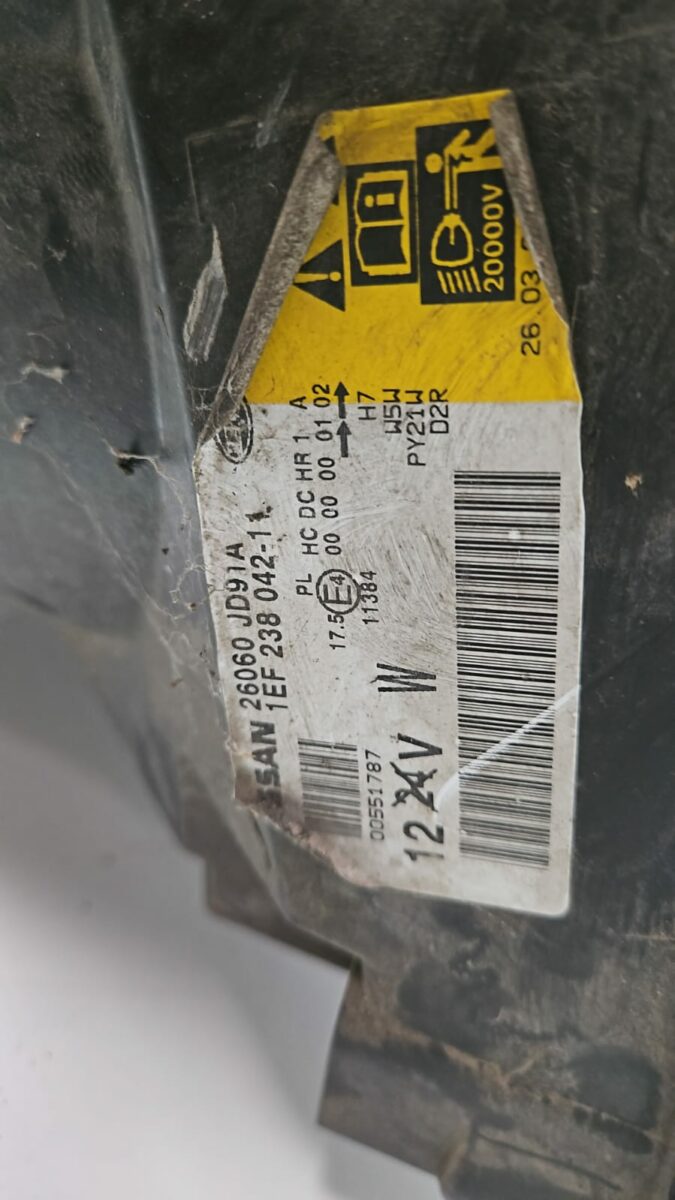 SSAN 26060 JD91A
1EF 238 042-11
PL HC DC HR 1 A
17.5 E4 00 00 00 01 02
11384
H7
W5W
PY21W
D2R
00551787
12 24V W
20000V
26 03